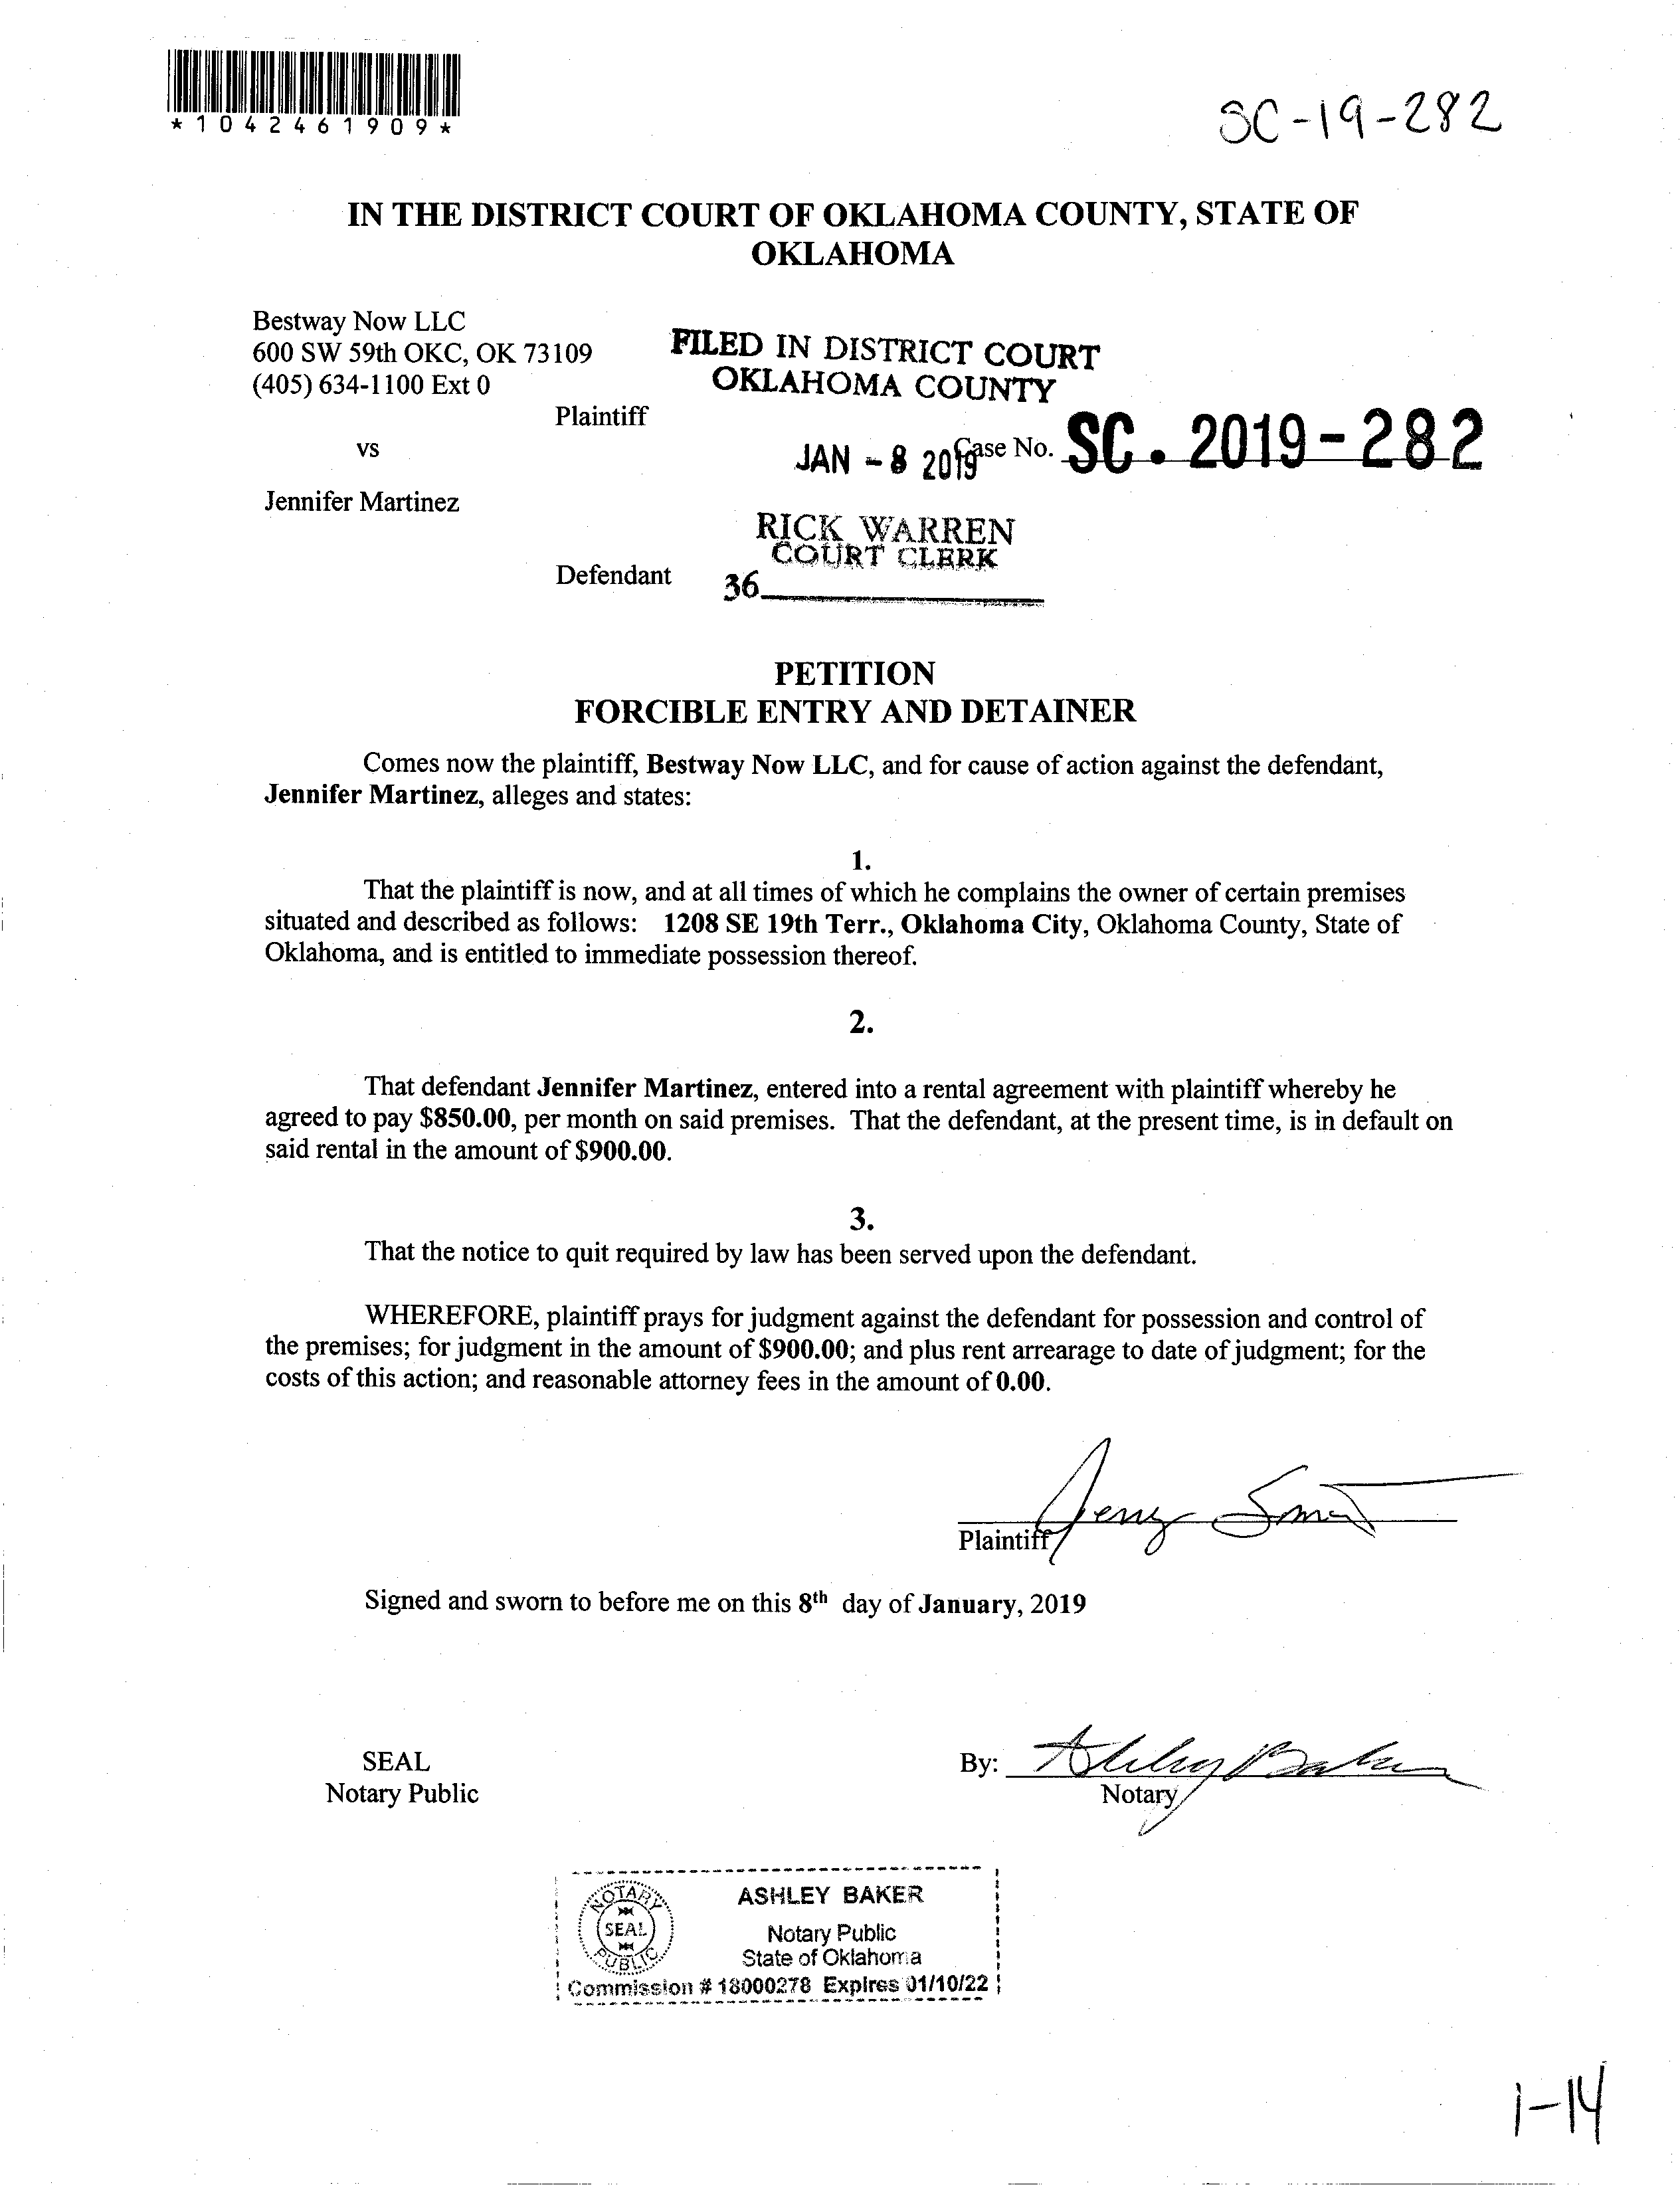 *1042461909*
SC-19-282
IN THE DISTRICT COURT OF OKLAHOMA COUNTY, STATE OF
OKLAHOMA
Bestway Now LLC
600 SW 59th OKC, OK 73109
(405) 634-1100 Ext 0
Plaintiff
vs
Jennifer Martinez
Defendant
FILED IN DISTRICT COURT
OKLAHOMA COUNTY
JAN - 8 2019
Case No. SC. 2019-282
RICK WARREN
COURT CLERK
36
PETITION
FORCIBLE ENTRY AND DETAINER
Comes now the plaintiff, Bestway Now LLC, and for cause of action against the defendant,
Jennifer Martinez, alleges and states:
1.
That the plaintiff is now, and at all times of which he complains the owner of certain premises
situated and described as follows: 1208 SE 19th Terr., Oklahoma City, Oklahoma County, State of
Oklahoma, and is entitled to immediate possession thereof.
2.
That defendant Jennifer Martinez, entered into a rental agreement with plaintiff whereby he
agreed to pay $850.00, per month on said premises. That the defendant, at the present time, is in default on
said rental in the amount of $900.00.
3.
That the notice to quit required by law has been served upon the defendant.
WHEREFORE, plaintiff prays for judgment against the defendant for possession and control of
the premises; for judgment in the amount of $900.00; and plus rent arrearage to date of judgment; for the
costs of this action; and reasonable attorney fees in the amount of 0.00.
Plaintiff
Signed and sworn to before me on this 8th day of January, 2019
SEAL
Notary Public
By: Ashley Baker
Notary
NOTARY
SEAL
PUBLIC
ASHLEY BAKER
Notary Public
State of Oklahoma
Commission # 18000278 Expires 01/10/22
1-14